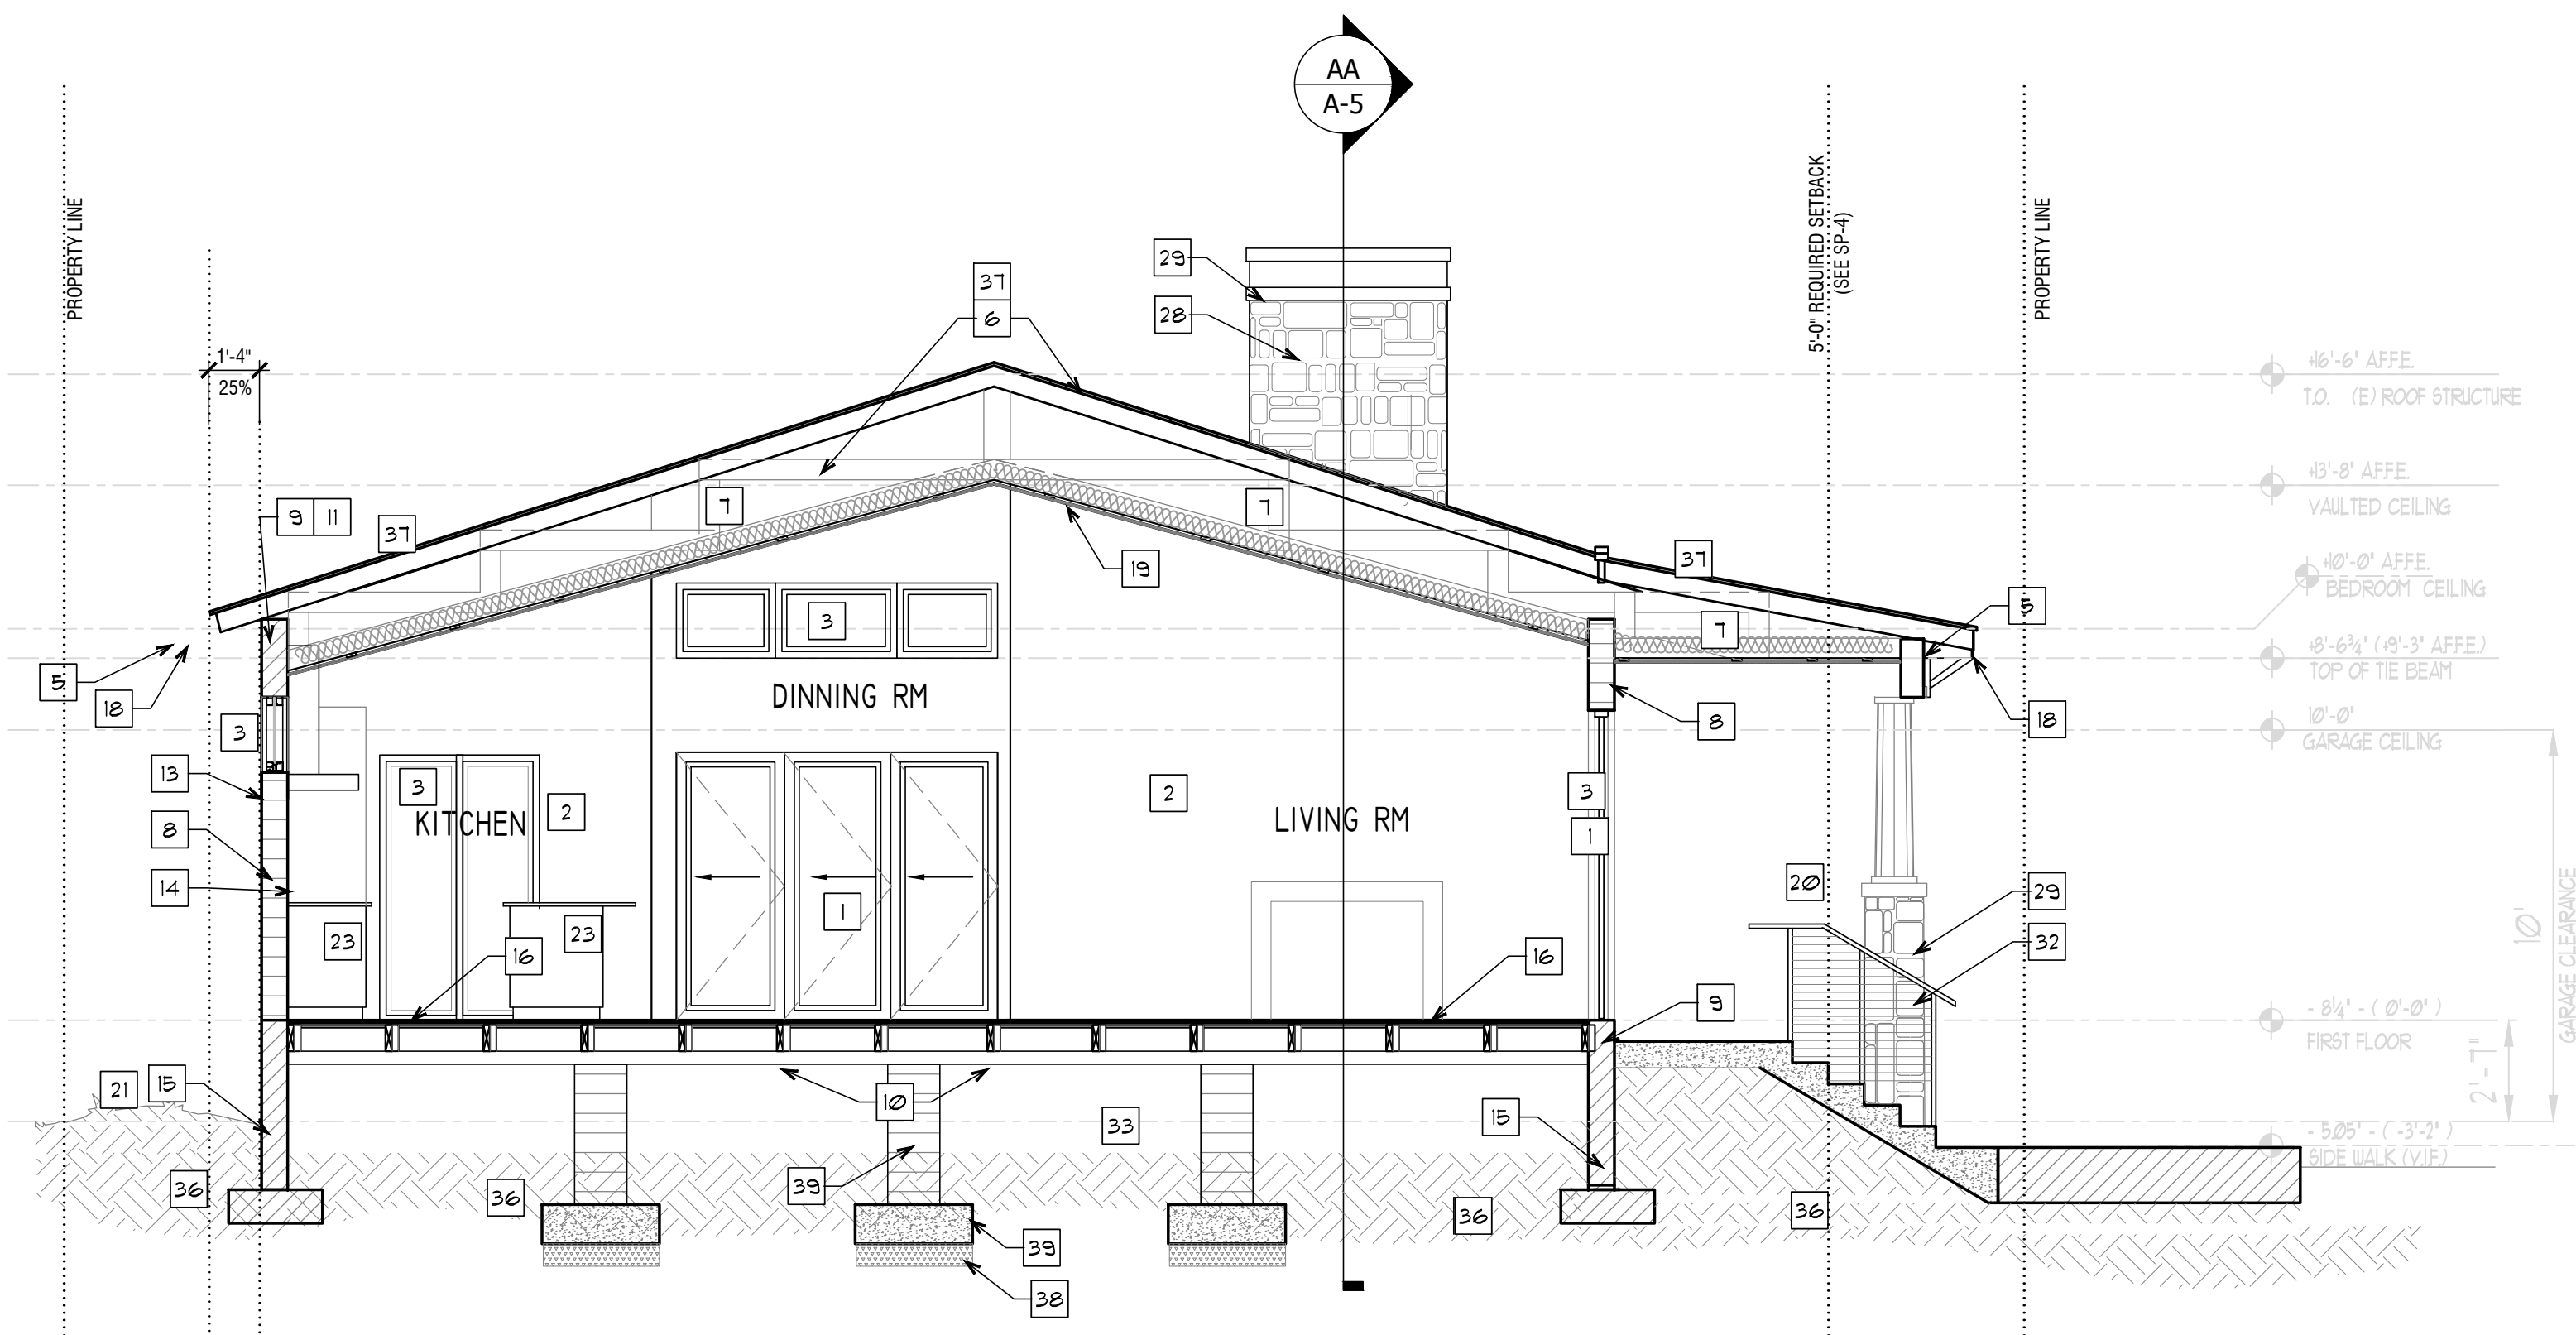 AA
A-5
PROPERTY LINE
5'-0" REQUIRED SETBACK
(SEE SP-4)
PROPERTY LINE
29
37
6
28
1'-4"
25%
+16'-6" A.F.F.E.
T.O. (E) ROOF STRUCTURE
+13'-8" A.F.F.E.
VAULTED CEILING
7
7
9
11
37
19
37
+10'-0" A.F.F.E.
BEDROOM CEILING
5
3
7
+8'-6¾" (+9'-3" A.F.F.E.)
TOP OF TIE BEAM
5
18
DINNING RM
3
8
18
10'-0"
GARAGE CEILING
13
3
2
2
3
8
KITCHEN
LIVING RM
1
14
20
29
1
23
23
16
16
32
10'
GARAGE CLEARANCE
9
- 8¼" - ( 0'-0" )
FIRST FLOOR
2'-1"
21
15
10
33
15
- 5.05" - ( -3'-2" )
SIDE WALK (V.I.F.)
36
36
39
36
36
39
38